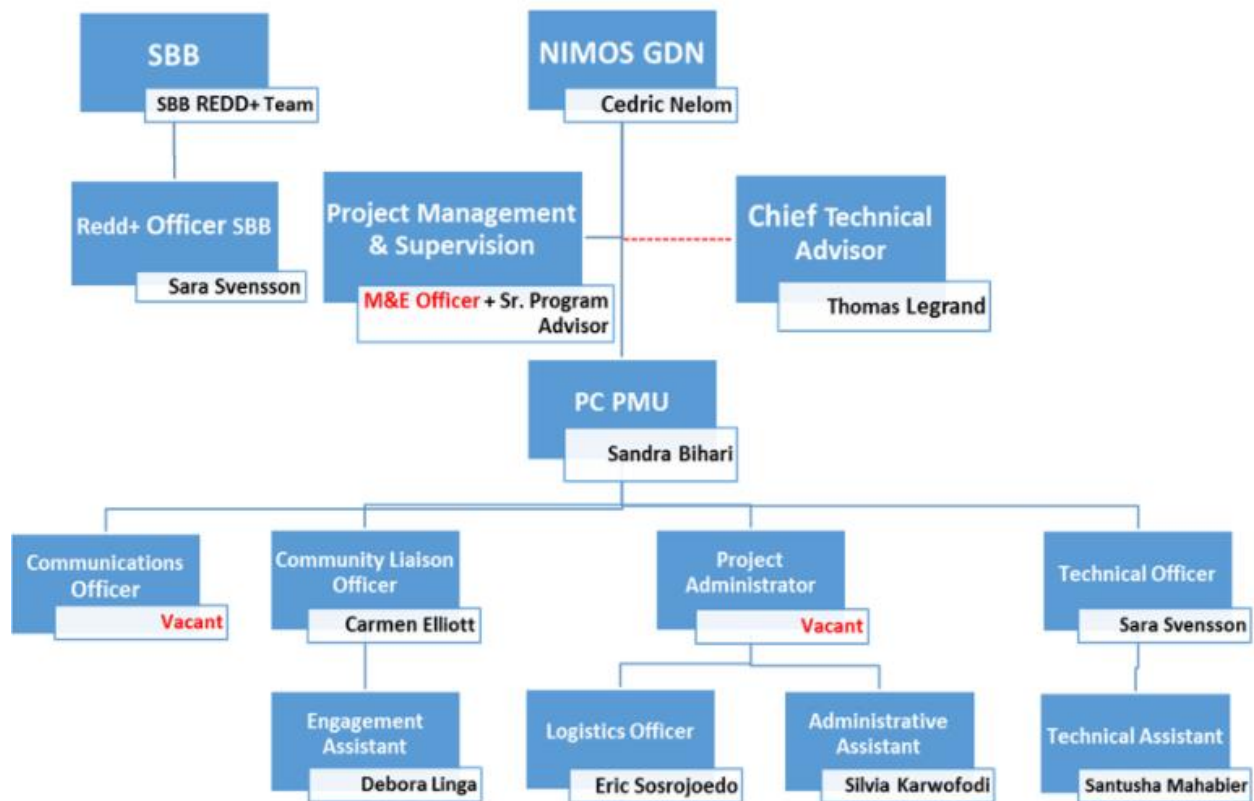 SBB
SBB REDD+ Team
NIMOS GDN
Cedric Nelom
Redd+ Officer SBB
Sara Svensson
Project Management
& Supervision
M&E Officer + Sr. Program
Advisor
Chief Technical
Advisor
Thomas Legrand
PC PMU
Sandra Bihari
Communications
Officer
Vacant
Community Liaison
Officer
Carmen Elliott
Project
Administrator
Vacant
Technical Officer
Sara Svensson
Engagement
Assistant
Debora Linga
Logistics Officer
Eric Sosrojoedo
Administrative
Assistant
Silvia Karwofodi
Technical Assistant
Santusha Mahabier